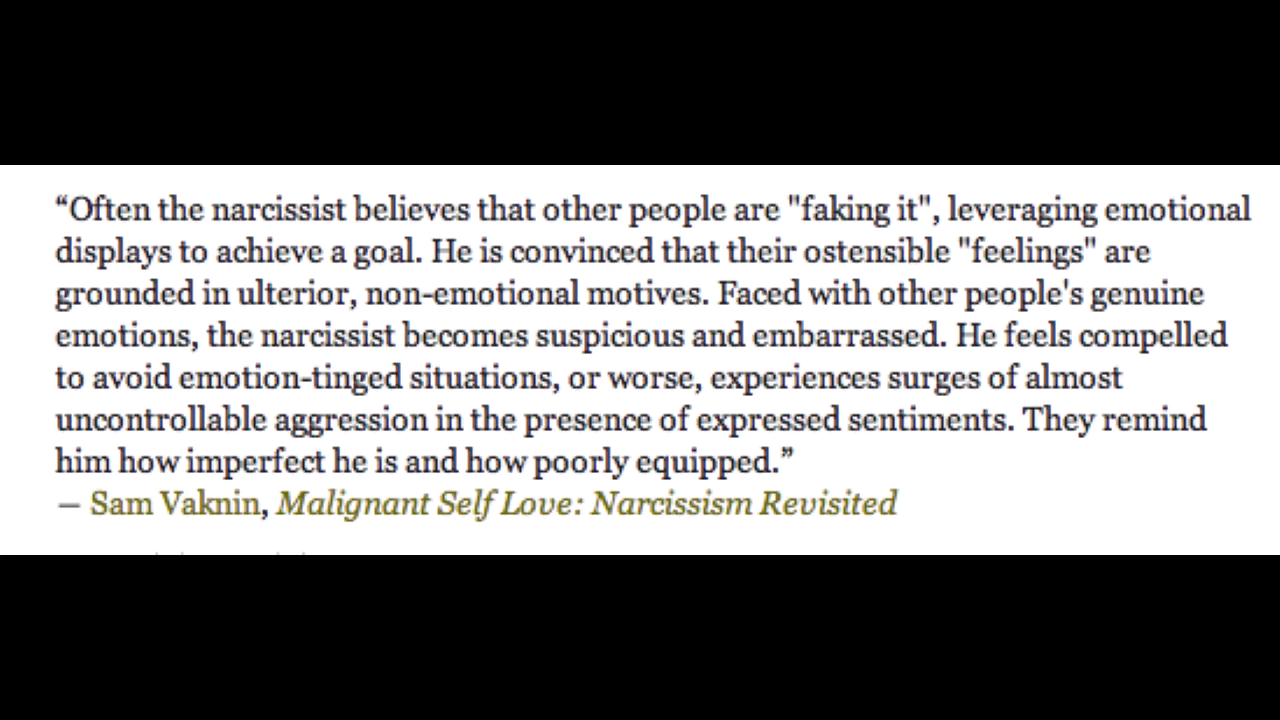 “Often the narcissist believes that other people are "faking it", leveraging emotional
displays to achieve a goal. He is convinced that their ostensible "feelings" are
grounded in ulterior, non-emotional motives. Faced with other people's genuine
emotions, the narcissist becomes suspicious and embarrassed. He feels compelled
to avoid emotion-tinged situations, or worse, experiences surges of almost
uncontrollable aggression in the presence of expressed sentiments. They remind
him how imperfect he is and how poorly equipped.”
— Sam Vaknin, Malignant Self Love: Narcissism Revisited